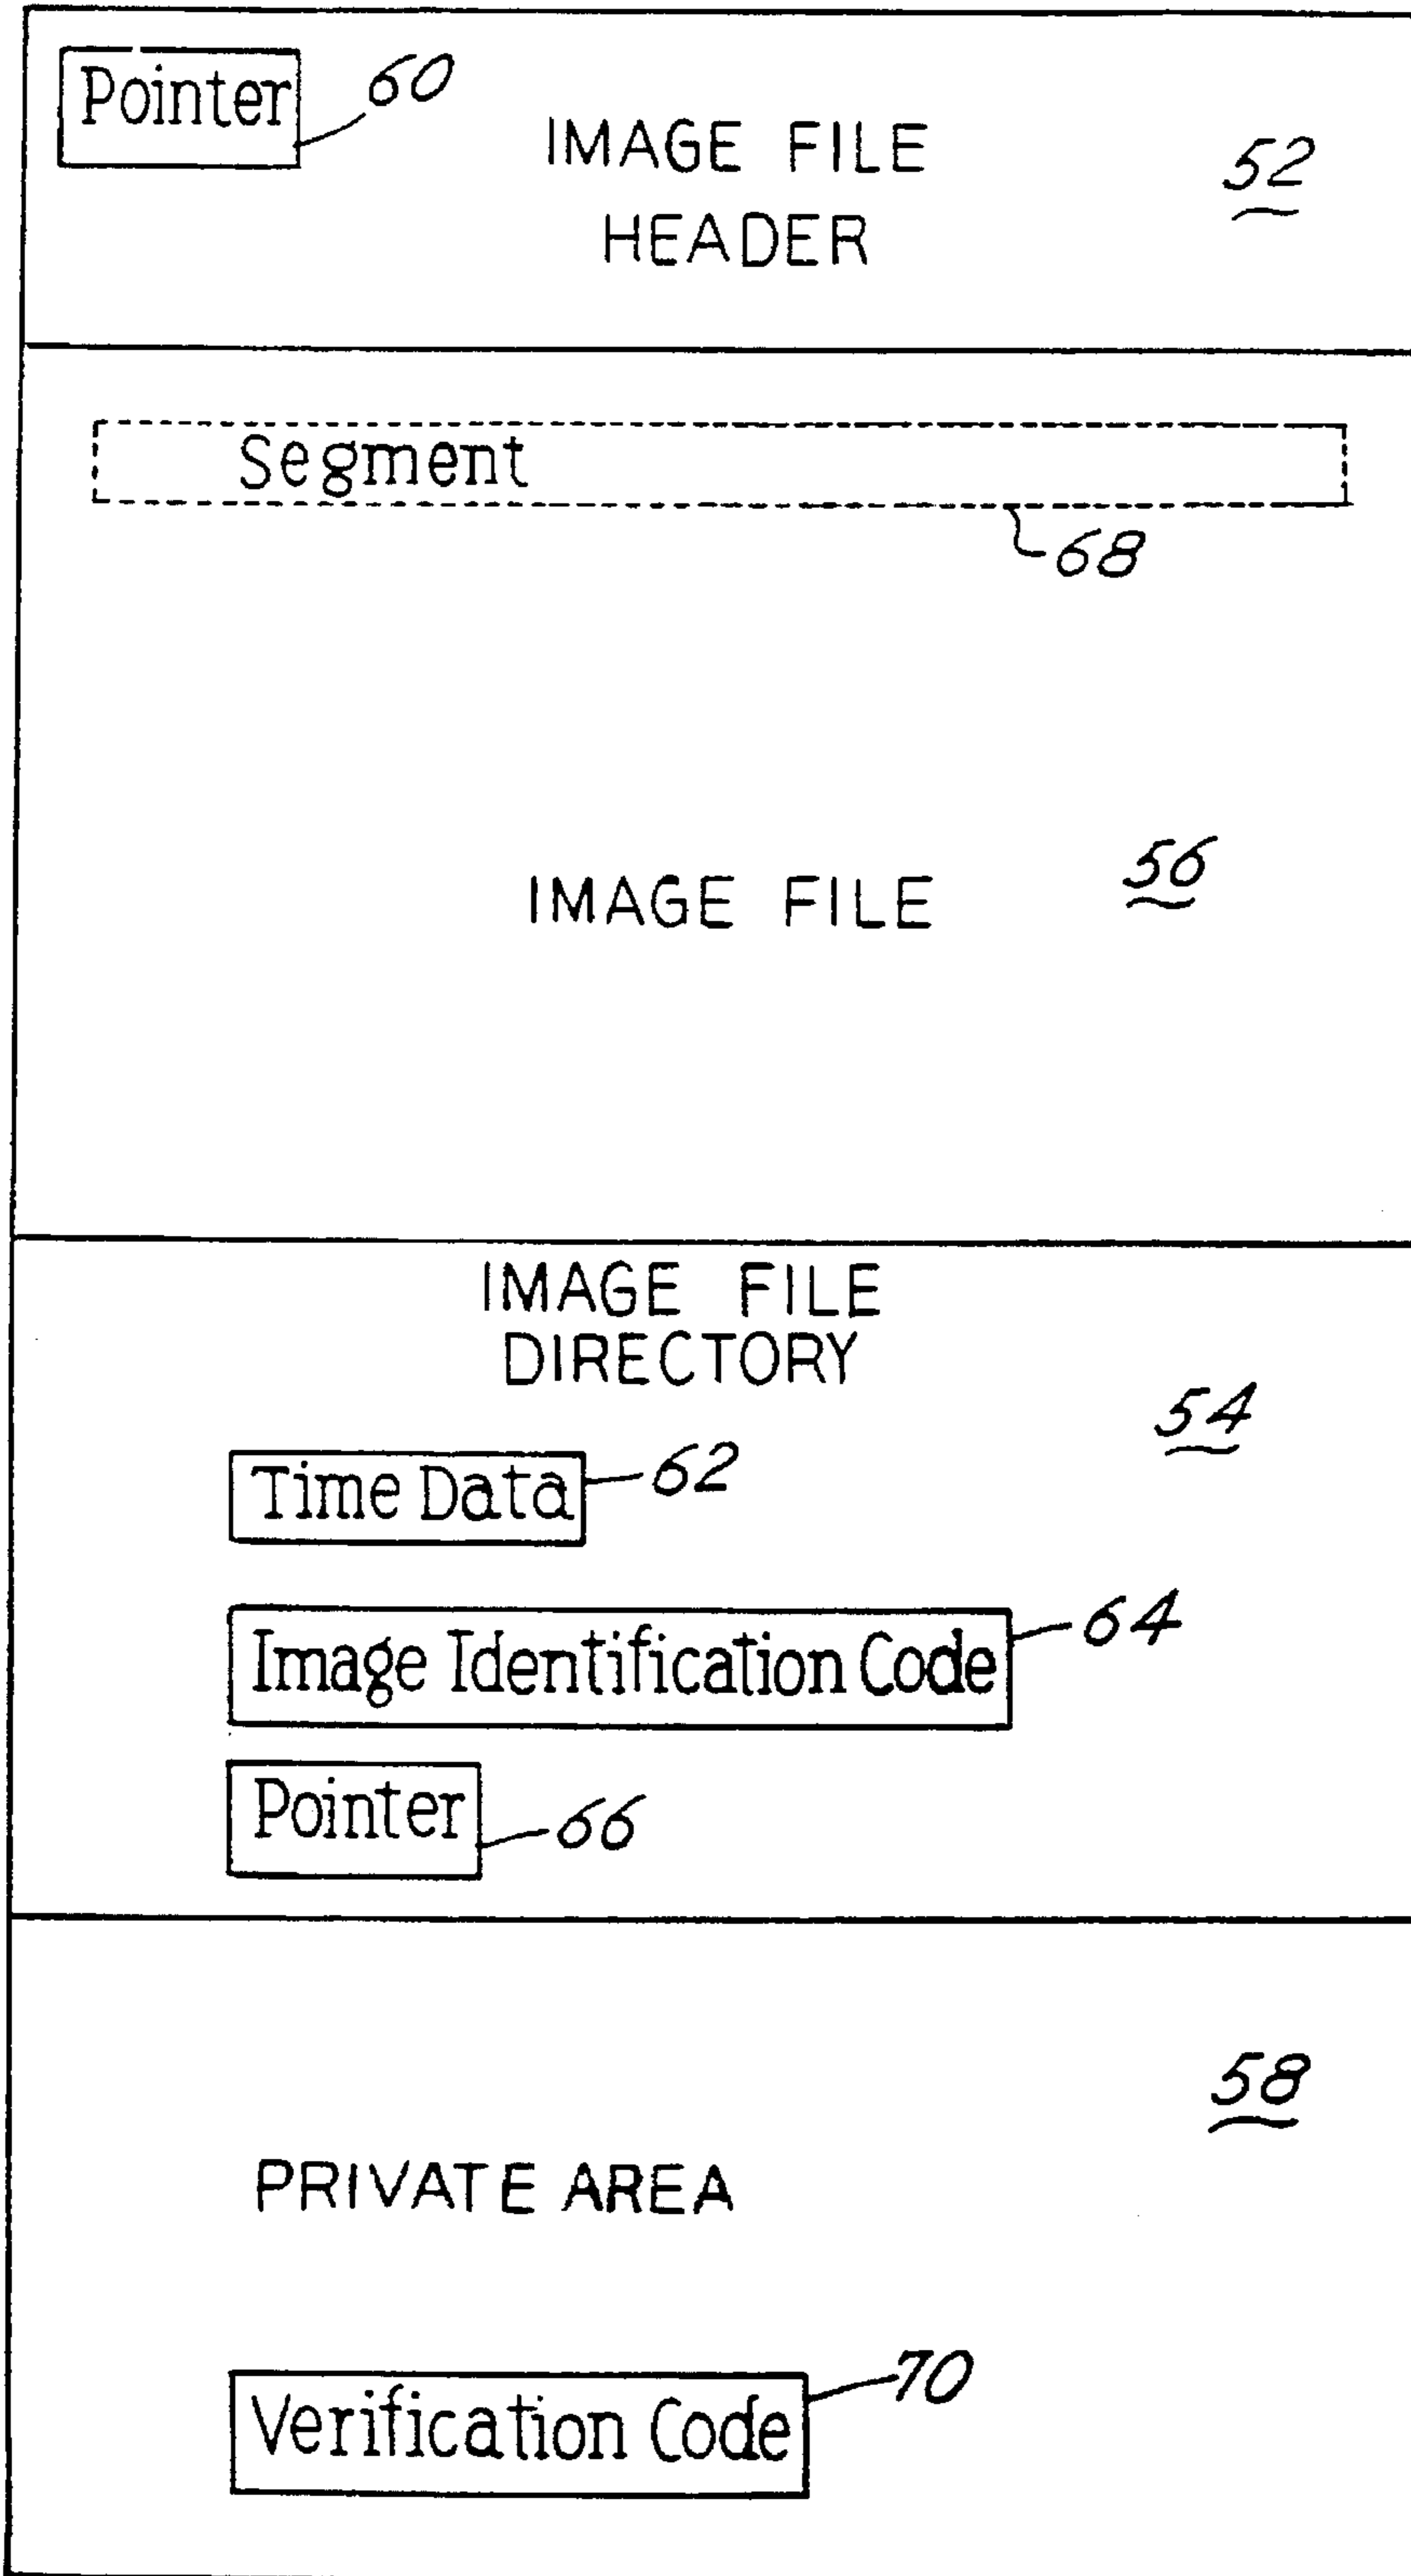 Pointer
60
IMAGE FILE
HEADER
52
Segment
68
IMAGE FILE
56
IMAGE FILE
DIRECTORY
54
Time Data
62
Image Identification Code
64
Pointer
66
58
PRIVATE AREA
Verification Code
70